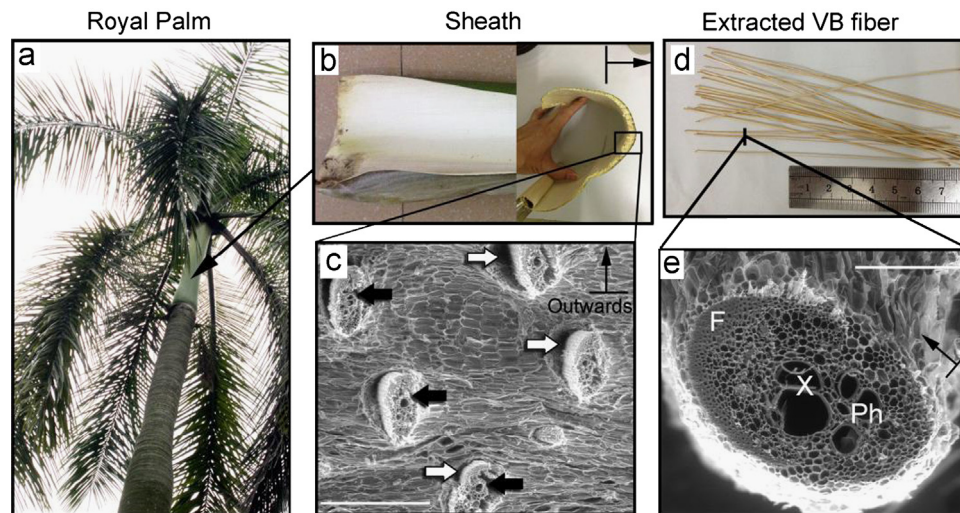 Royal Palm
Sheath
Extracted VB fiber
a
b
d
1 2 3 4 5 6 7
c
Outwards
e
F
X
Ph